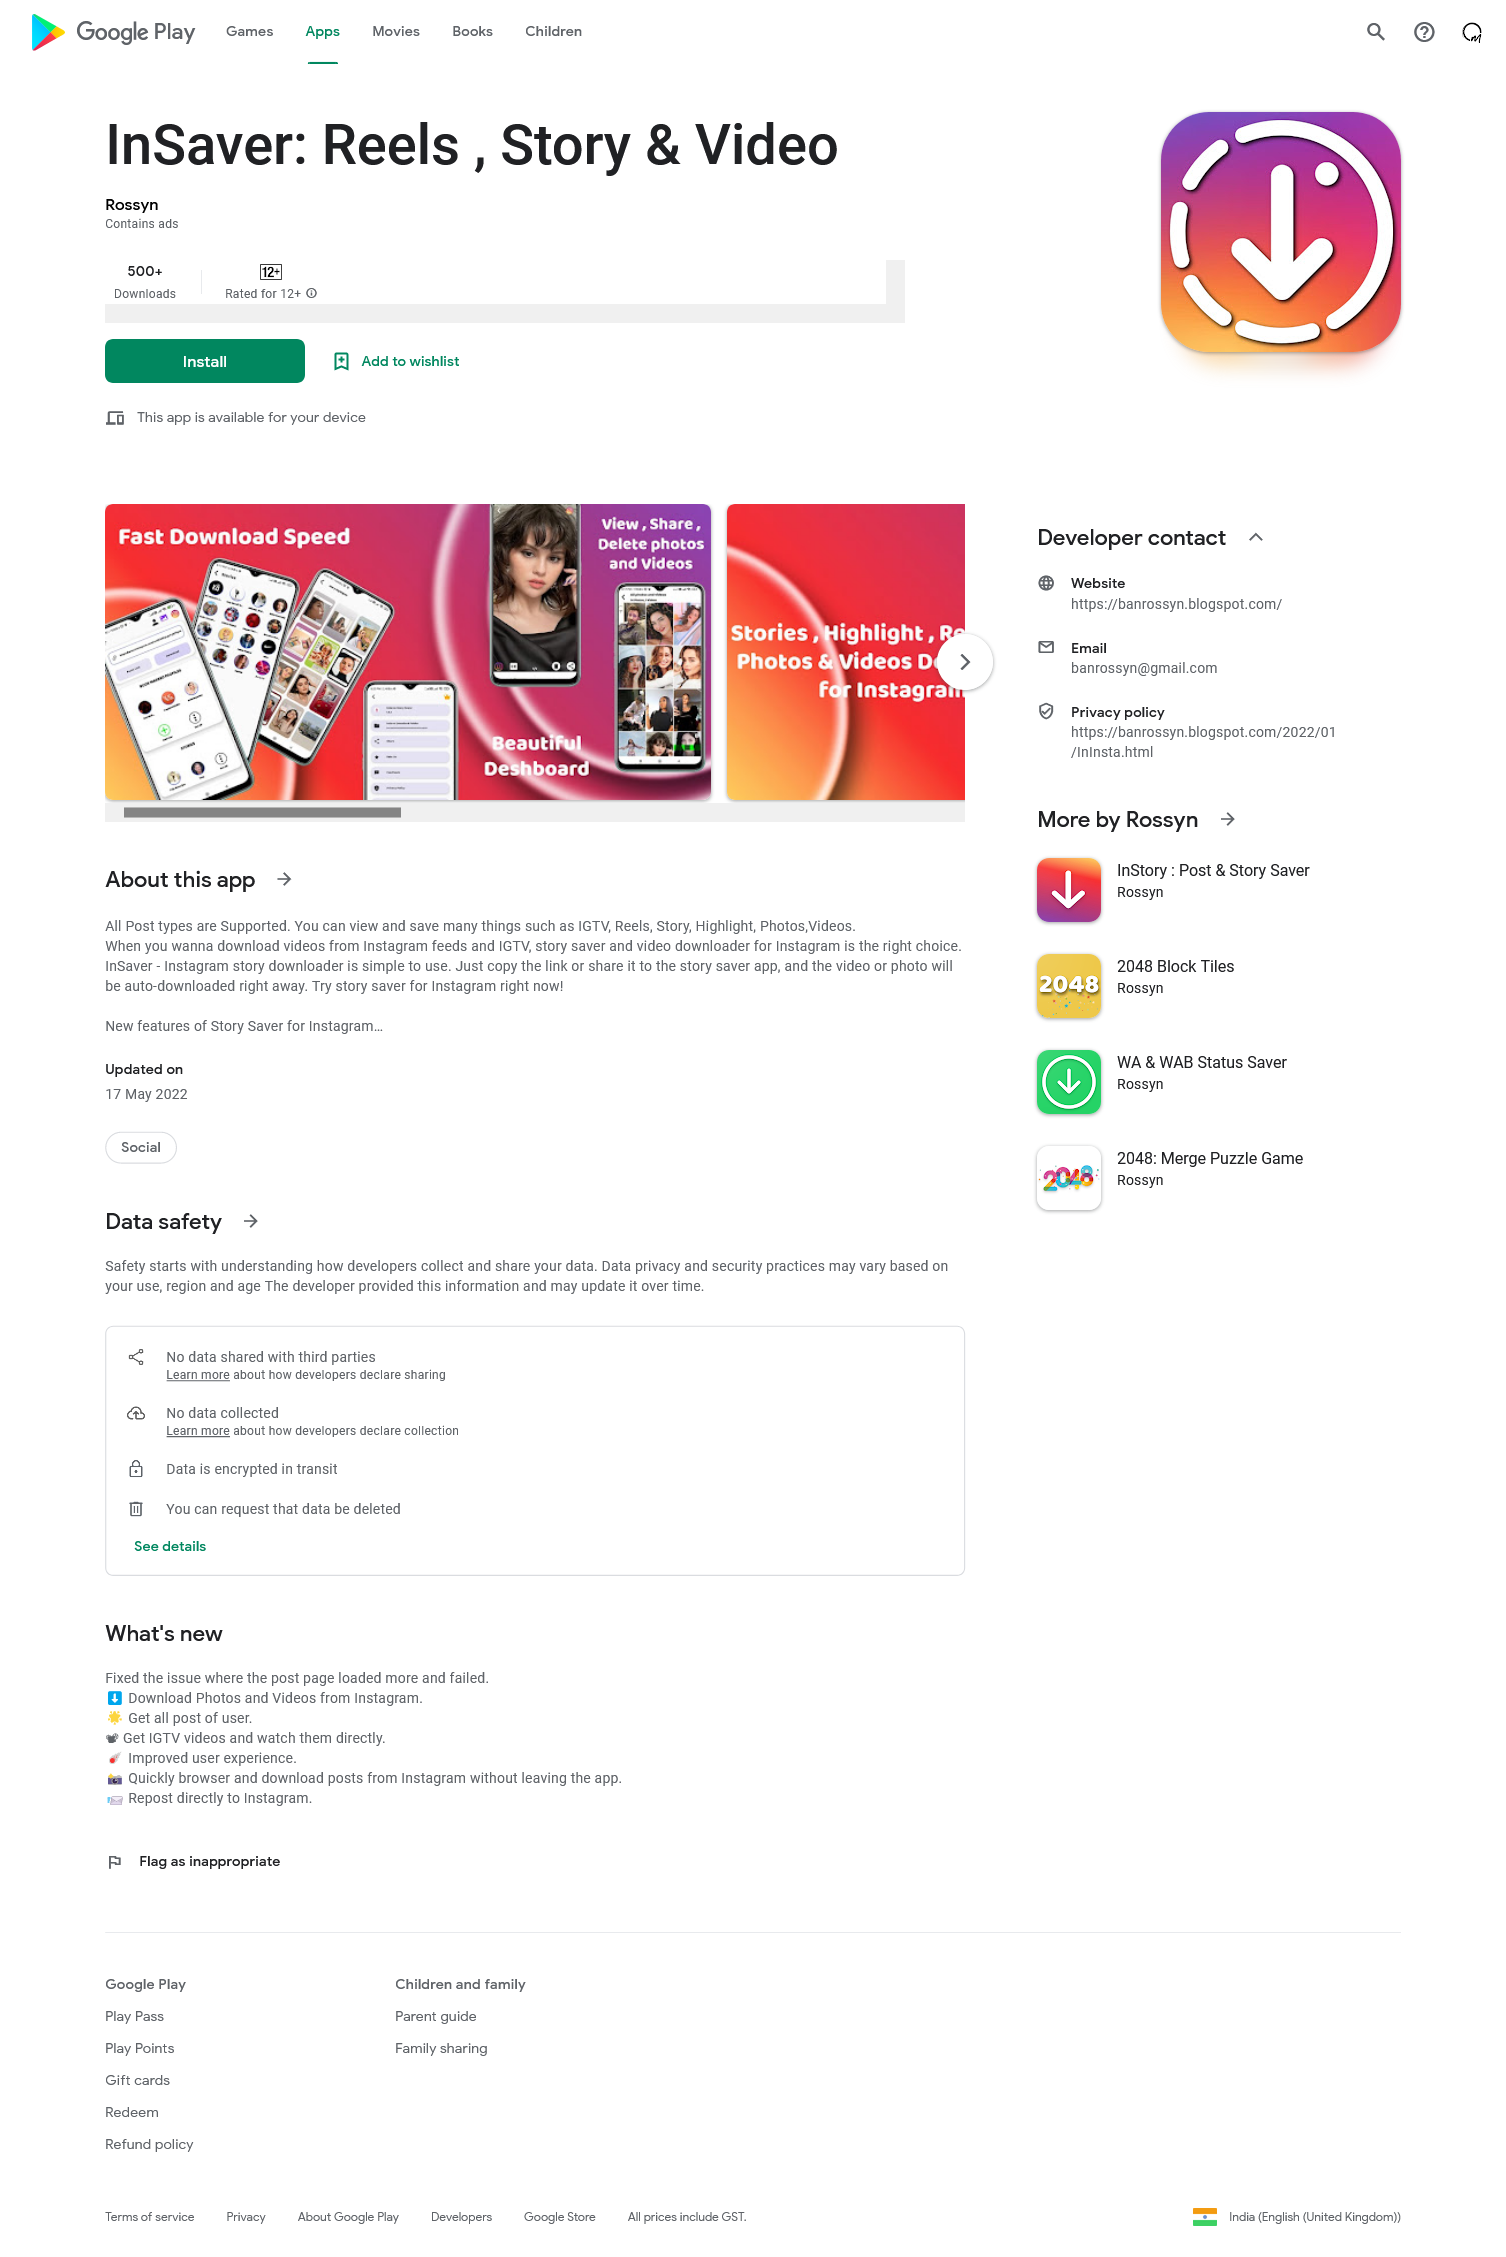 Google Play
Games
Apps
Movies
Books
Children
InSaver: Reels , Story & Video
Rossyn
Contains ads
500+
Downloads
12+
Rated for 12+
Install
Add to wishlist
This app is available for your device
Fast Download Speed
View , Share ,
Delete photos
and Videos
Beautiful
Deshboard
Stories , Highlight , Re
Photos & Videos Do
for Instagram
Developer contact
Website
https://banrossyn.blogspot.com/
Email
banrossyn@gmail.com
Privacy policy
https://banrossyn.blogspot.com/2022/01
/InInsta.html
More by Rossyn
InStory : Post & Story Saver
Rossyn
2048
2048 Block Tiles
Rossyn
WA & WAB Status Saver
Rossyn
2048
2048: Merge Puzzle Game
Rossyn
About this app
All Post types are Supported. You can view and save many things such as IGTV, Reels, Story, Highlight, Photos,Videos.
When you wanna download videos from Instagram feeds and IGTV, story saver and video downloader for Instagram is the right choice.
InSaver - Instagram story downloader is simple to use. Just copy the link or share it to the story saver app, and the video or photo will
be auto-downloaded right away. Try story saver for Instagram right now!
New features of Story Saver for Instagram…
Updated on
17 May 2022
Social
Data safety
Safety starts with understanding how developers collect and share your data. Data privacy and security practices may vary based on
your use, region and age The developer provided this information and may update it over time.
No data shared with third parties
Learn more about how developers declare sharing
No data collected
Learn more about how developers declare collection
Data is encrypted in transit
You can request that data be deleted
See details
What's new
Fixed the issue where the post page loaded more and failed.
⬇️ Download Photos and Videos from Instagram.
🌟 Get all post of user.
📽 Get IGTV videos and watch them directly.
☄️ Improved user experience.
📸 Quickly browser and download posts from Instagram without leaving the app.
📨 Repost directly to Instagram.
Flag as inappropriate
Google Play
Play Pass
Play Points
Gift cards
Redeem
Refund policy
Children and family
Parent guide
Family sharing
Terms of service
Privacy
About Google Play
Developers
Google Store
All prices include GST.
India (English (United Kingdom))